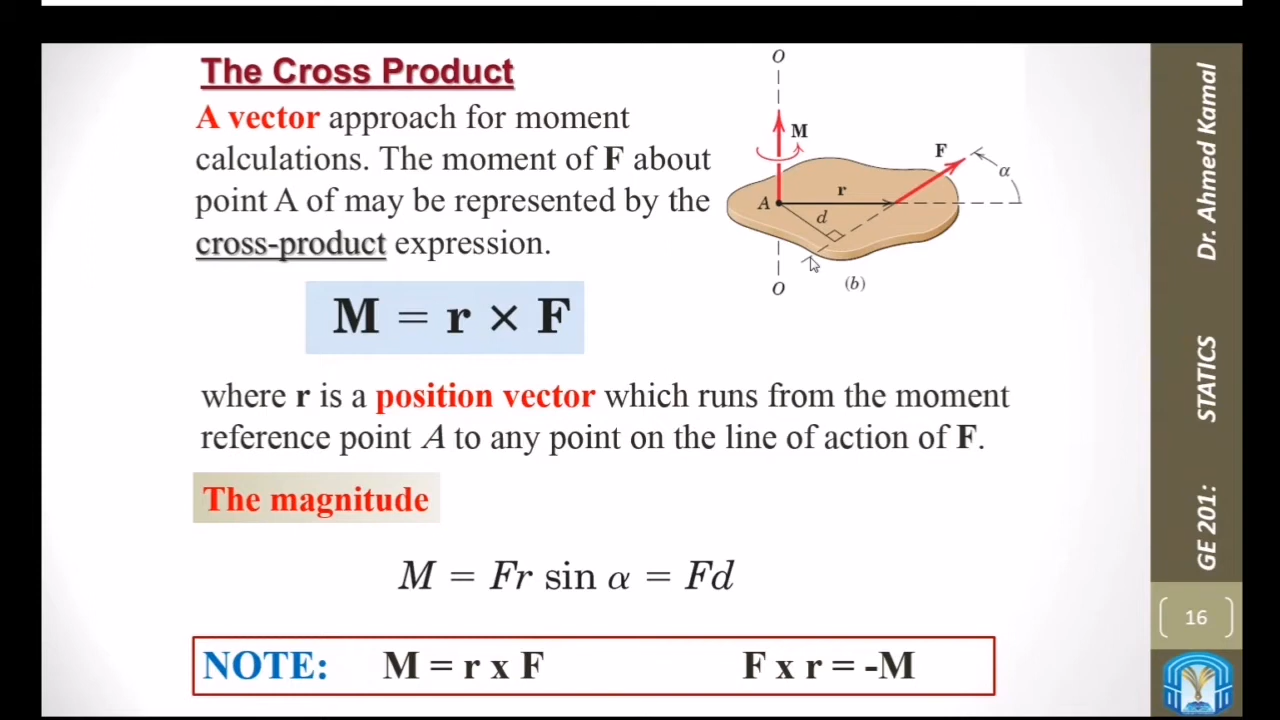 The Cross Product
A vector approach for moment
calculations. The moment of F about
point A of may be represented by the
cross-product expression.
M = r × F
where r is a position vector which runs from the moment
reference point A to any point on the line of action of F.
The magnitude
M = Fr sin α = Fd
NOTE: M = r x F F x r = -M
O
M
F
α
r
A
d
O
(b)
Dr. Ahmed Kamal
STATICS
GE 201:
16